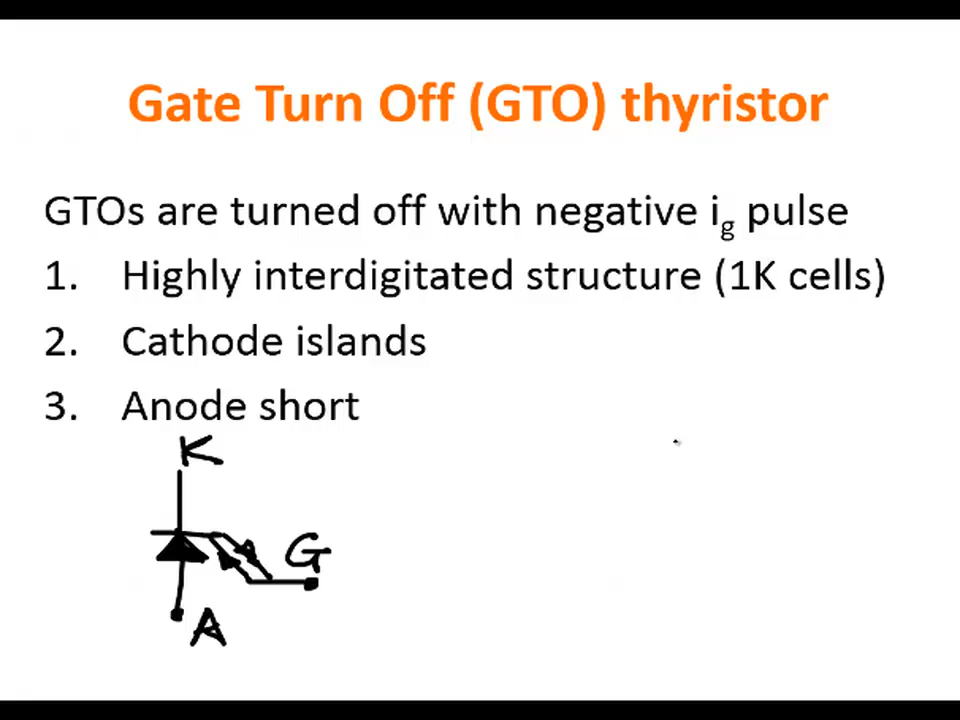 Gate Turn Off (GTO) thyristor
GTOs are turned off with negative ig pulse
1. Highly interdigitated structure (1K cells)
2. Cathode islands
3. Anode short
K
G
A